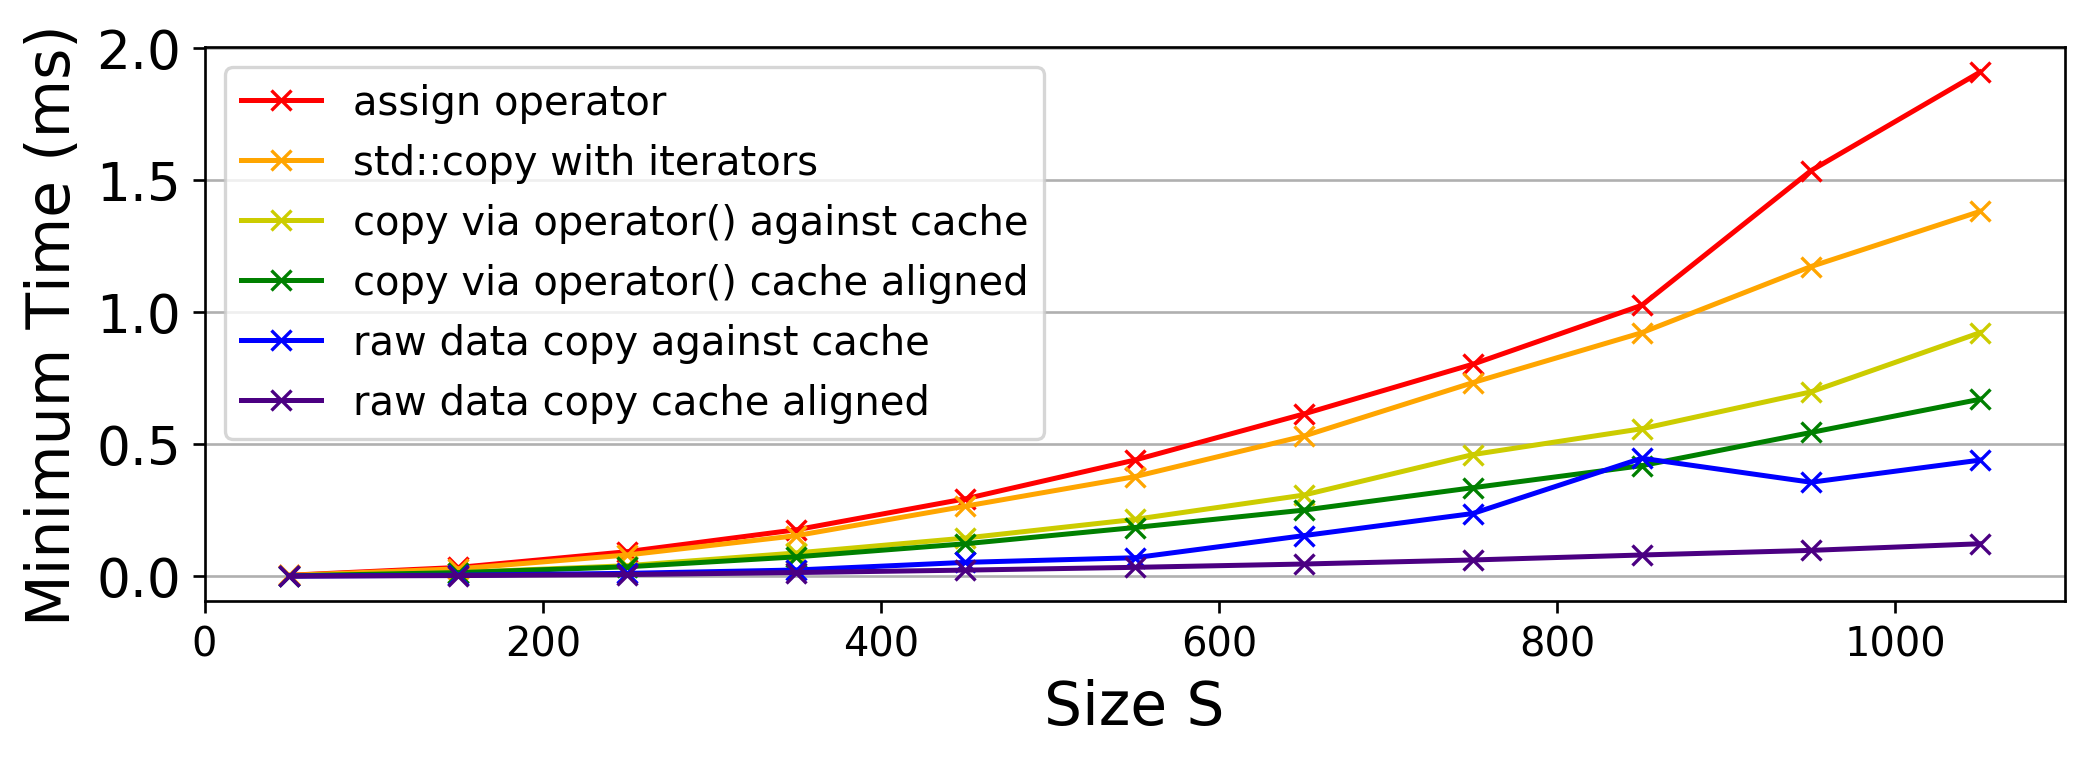 Minimum Time (ms)
2.0
1.5
1.0
0.5
0.0
assign operator
std::copy with iterators
copy via operator() against cache
copy via operator() cache aligned
raw data copy against cache
raw data copy cache aligned
0 200 400 600 800 1000
Size S